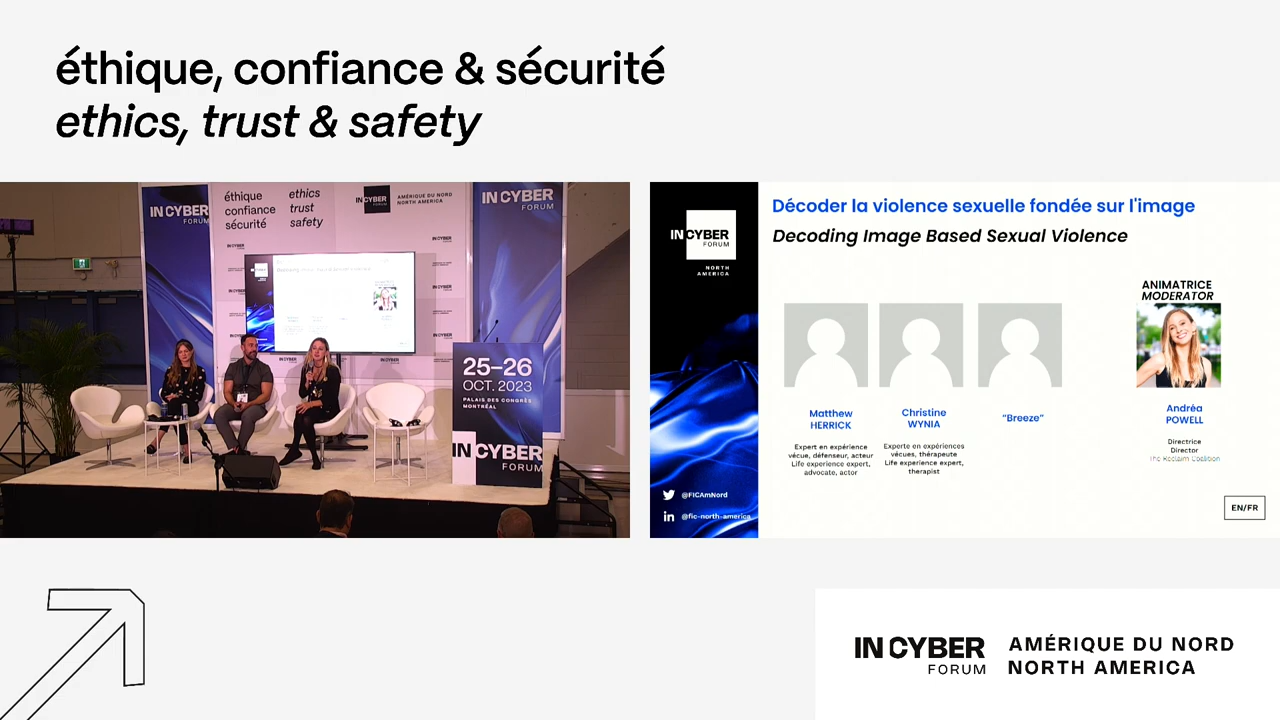 éthique, confiance & sécurité
ethics, trust & safety
IN CYBER
FORUM
éthique
confiance
sécurité
ethics
trust
safety
IN CYBER
FORUM
AMÉRIQUE DU NORD
NORTH AMERICA
IN CYBER
FORUM
25–26
OCT. 2023
PALAIS DES CONGRÈS
MONTRÉAL
IN CYBER
FORUM
IN CYBER
FORUM
NORTH
AMERICA
@FICAmNord
@fic-north-america
Décoder la violence sexuelle fondée sur l'image
Decoding Image Based Sexual Violence
ANIMATRICE
MODERATOR
Matthew
HERRICK
Expert en expérience
vécue, défenseur, acteur
Life experience expert,
advocate, actor
Christine
WYNIA
Experte en expériences
vécues, thérapeute
Life experience expert,
therapist
“Breeze”
Andréa
POWELL
Directrice
Director
The Reclaim Coalition
EN/FR
IN CYBER
FORUM
AMÉRIQUE DU NORD
NORTH AMERICA